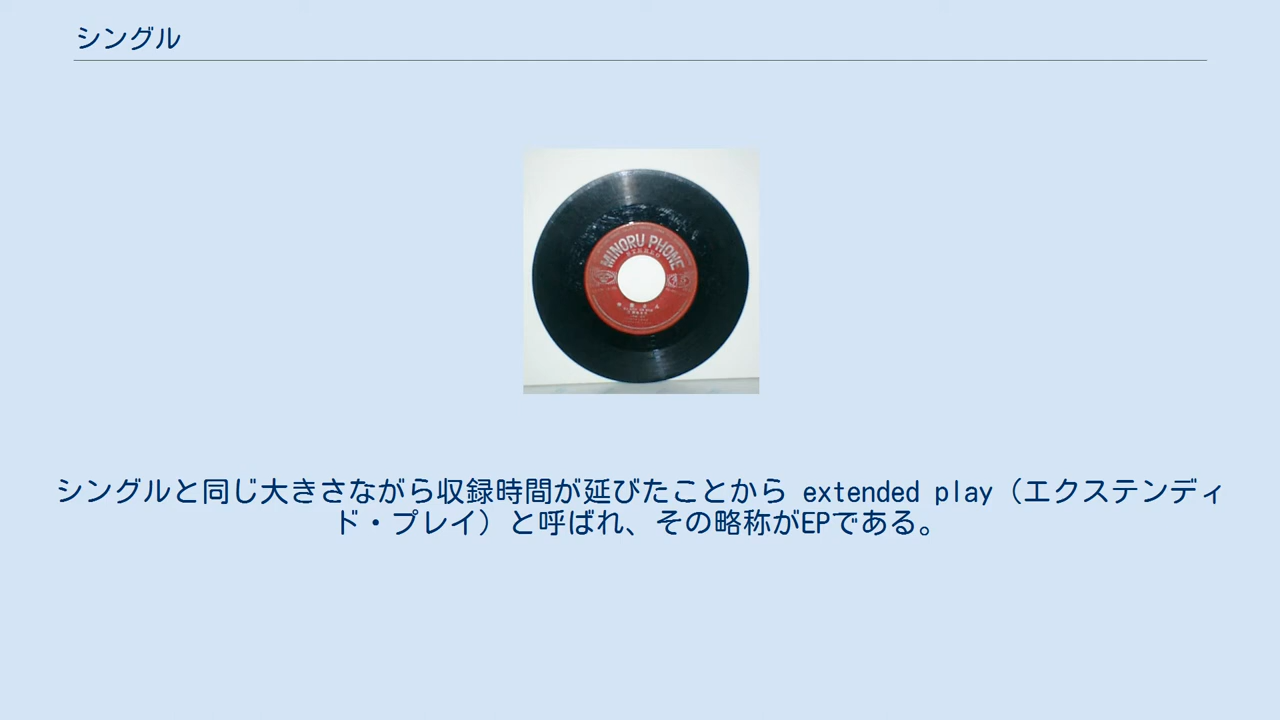 シングル
MINORU PHONE
STEREO
シングルと同じ大きさながら収録時間が延びたことから extended play（エクステンディ
ド・プレイ）と呼ばれ、その略称がEPである。